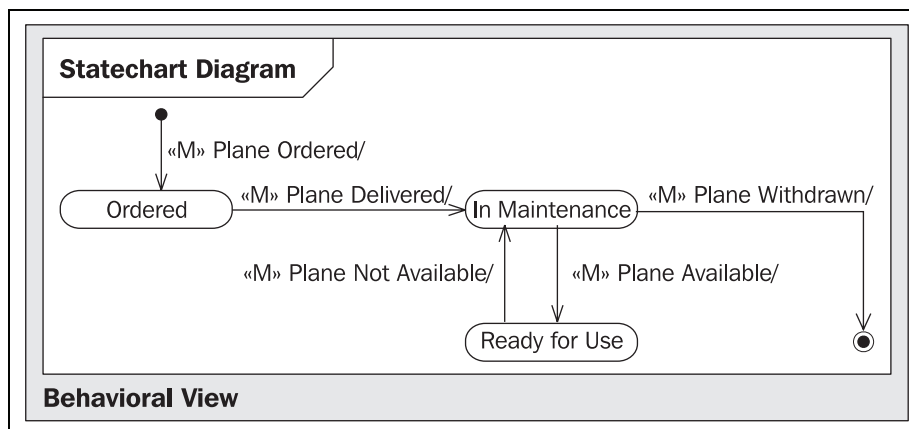 Statechart Diagram
«M» Plane Ordered/
Ordered
«M» Plane Delivered/
In Maintenance
«M» Plane Withdrawn/
«M» Plane Not Available/
«M» Plane Available/
Ready for Use
Behavioral View